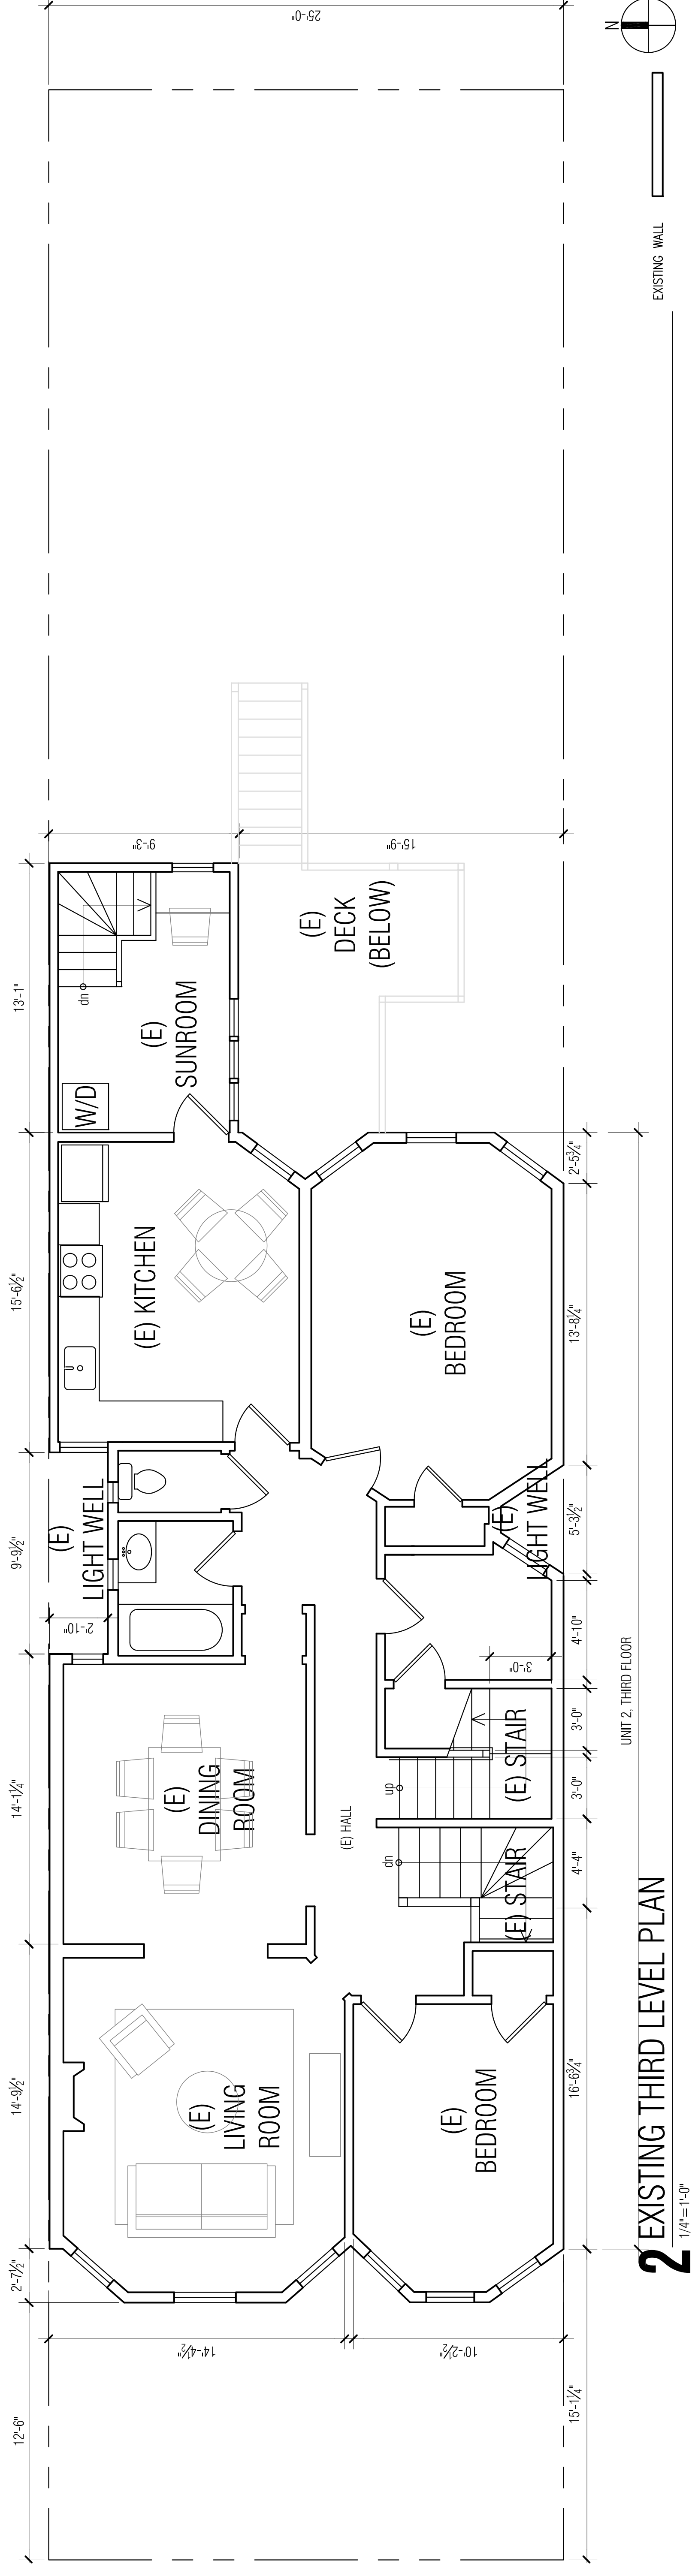 25'-0"
N
EXISTING WALL
9'-3"
15'-9"
13'-1"
(E)
DECK
(BELOW)
dn
(E)
SUNROOM
W/D
2'-5¾"
15'-6½"
(E) KITCHEN
(E)
BEDROOM
13'-8¼"
9'-9½"
(E)
LIGHT WELL
(E)
LIGHT WELL
5'-3½"
2'-10"
4'-10"
3'-0"
UNIT 2, THIRD FLOOR
3'-0"
(E) STAIR
up
3'-0"
14'-1¼"
(E)
DINING
ROOM
(E) HALL
dn
(E) STAIR
4'-4"
14'-9½"
(E)
LIVING
ROOM
(E)
BEDROOM
16'-6¾"
2'-7½"
14'-4½"
10'-2½"
12'-6"
15'-1¼"
2 EXISTING THIRD LEVEL PLAN
1/4"=1'-0"